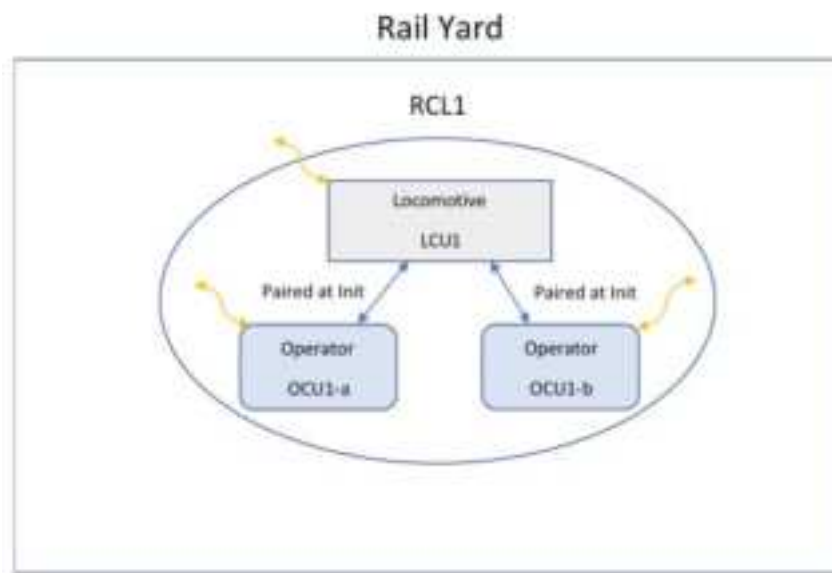 Rail Yard
RCL1
Locomotive
LCU1
Paired at Init
Paired at Init
Operator
OCU1-a
Operator
OCU1-b